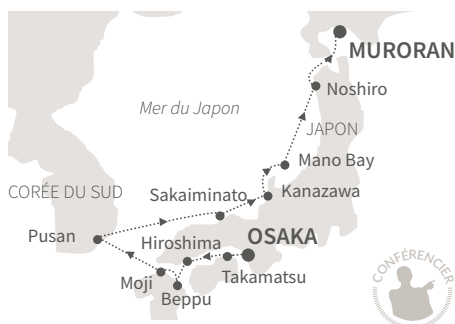 MURORAN
Noshiro
Mer du Japon
JAPON
Mano Bay
CORÉE DU SUD
Sakaiminato
Kanazawa
Pusan
Hiroshima
OSAKA
Moji
Takamatsu
Beppu
CONFÉRENCIER